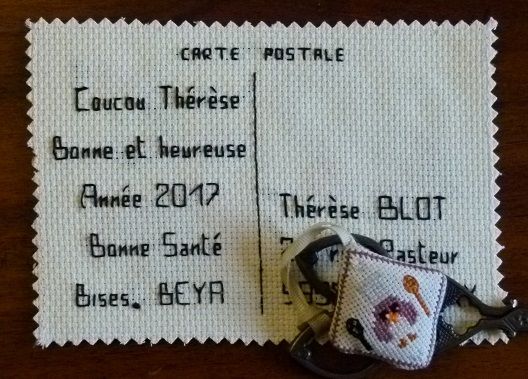 CARTE POSTALE
Coucou Thérèse
Bonne et heureuse
Année 2017
Bonne Santé
Bises. BEYA
Thérèse BLOT
Pasteur